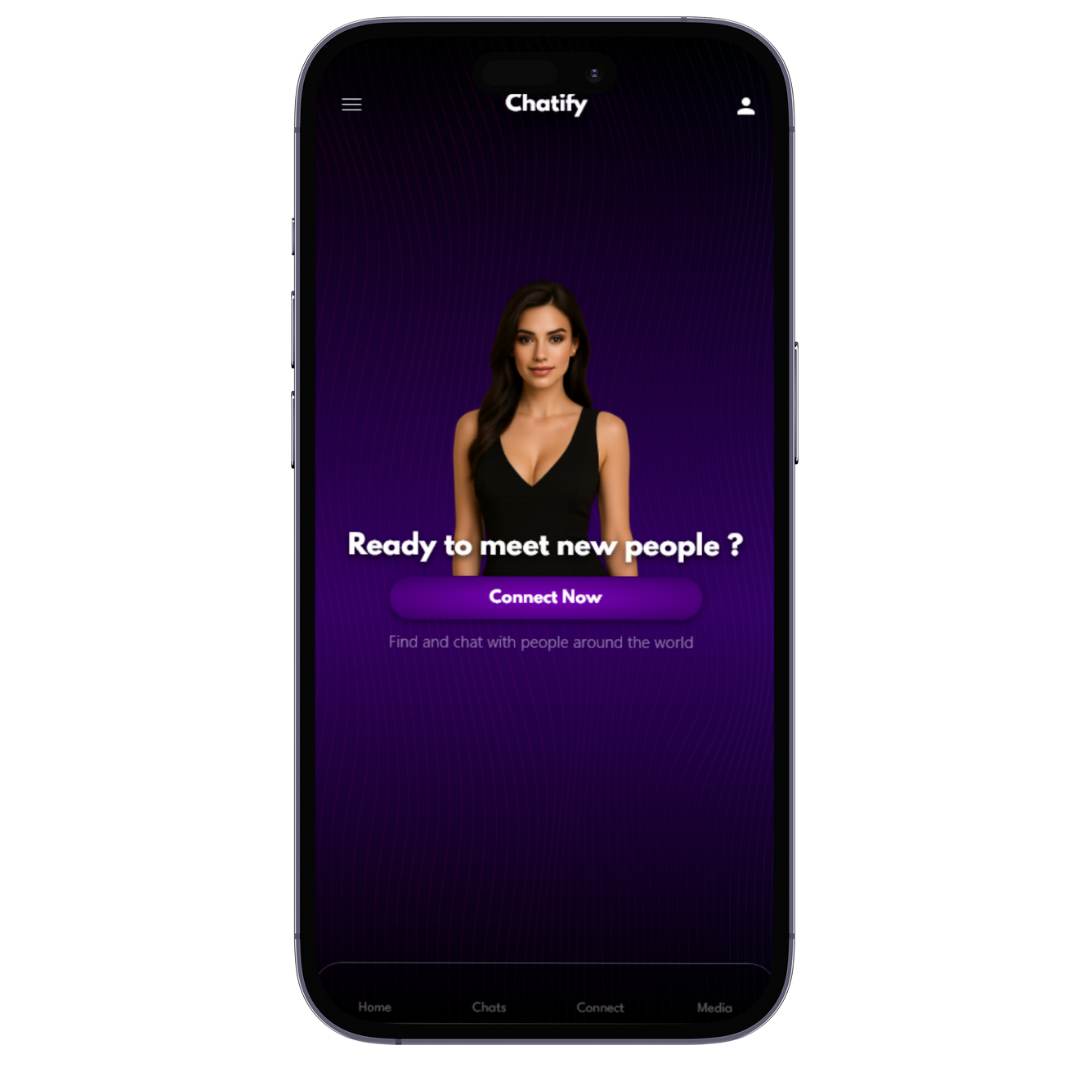 Chatify
Ready to meet new people ?
Connect Now
Find and chat with people around the world
Home Chats Connect Media